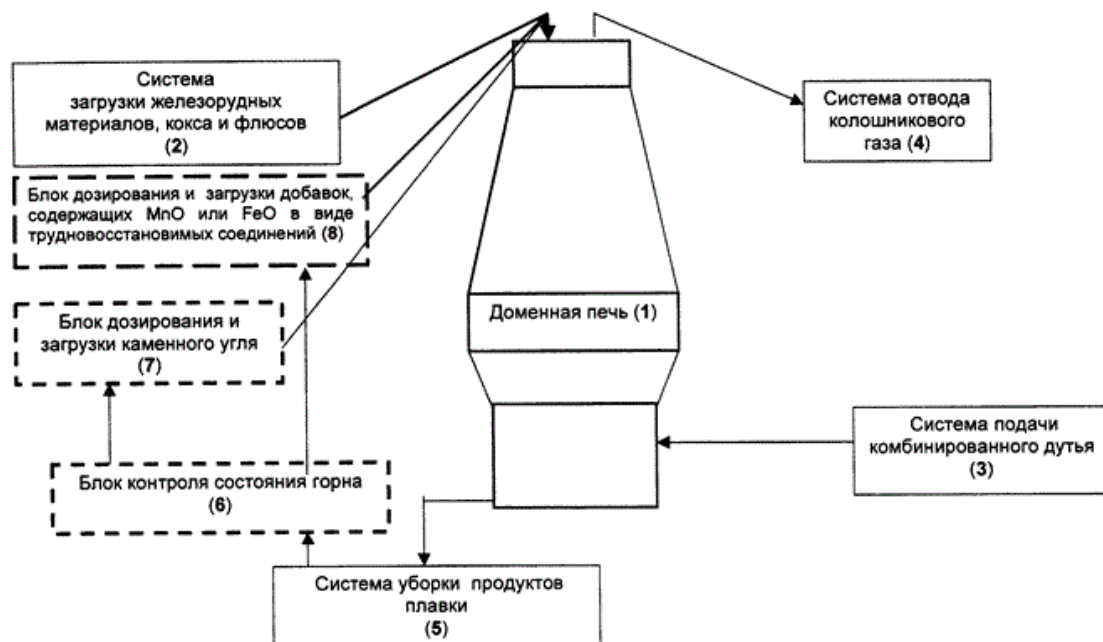 Система
загрузки железорудных
материалов, кокса и флюсов
(2)
Система отвода
колошникового
газа (4)
Блок дозирования и загрузки добавок,
содержащих MnO или FeO в виде
трудновосстановимых соединений (8)
Доменная печь (1)
Блок дозирования и
загрузки каменного угля
(7)
Система подачи
комбинированного дутья
(3)
Блок контроля состояния горна
(6)
Система уборки продуктов
плавки
(5)